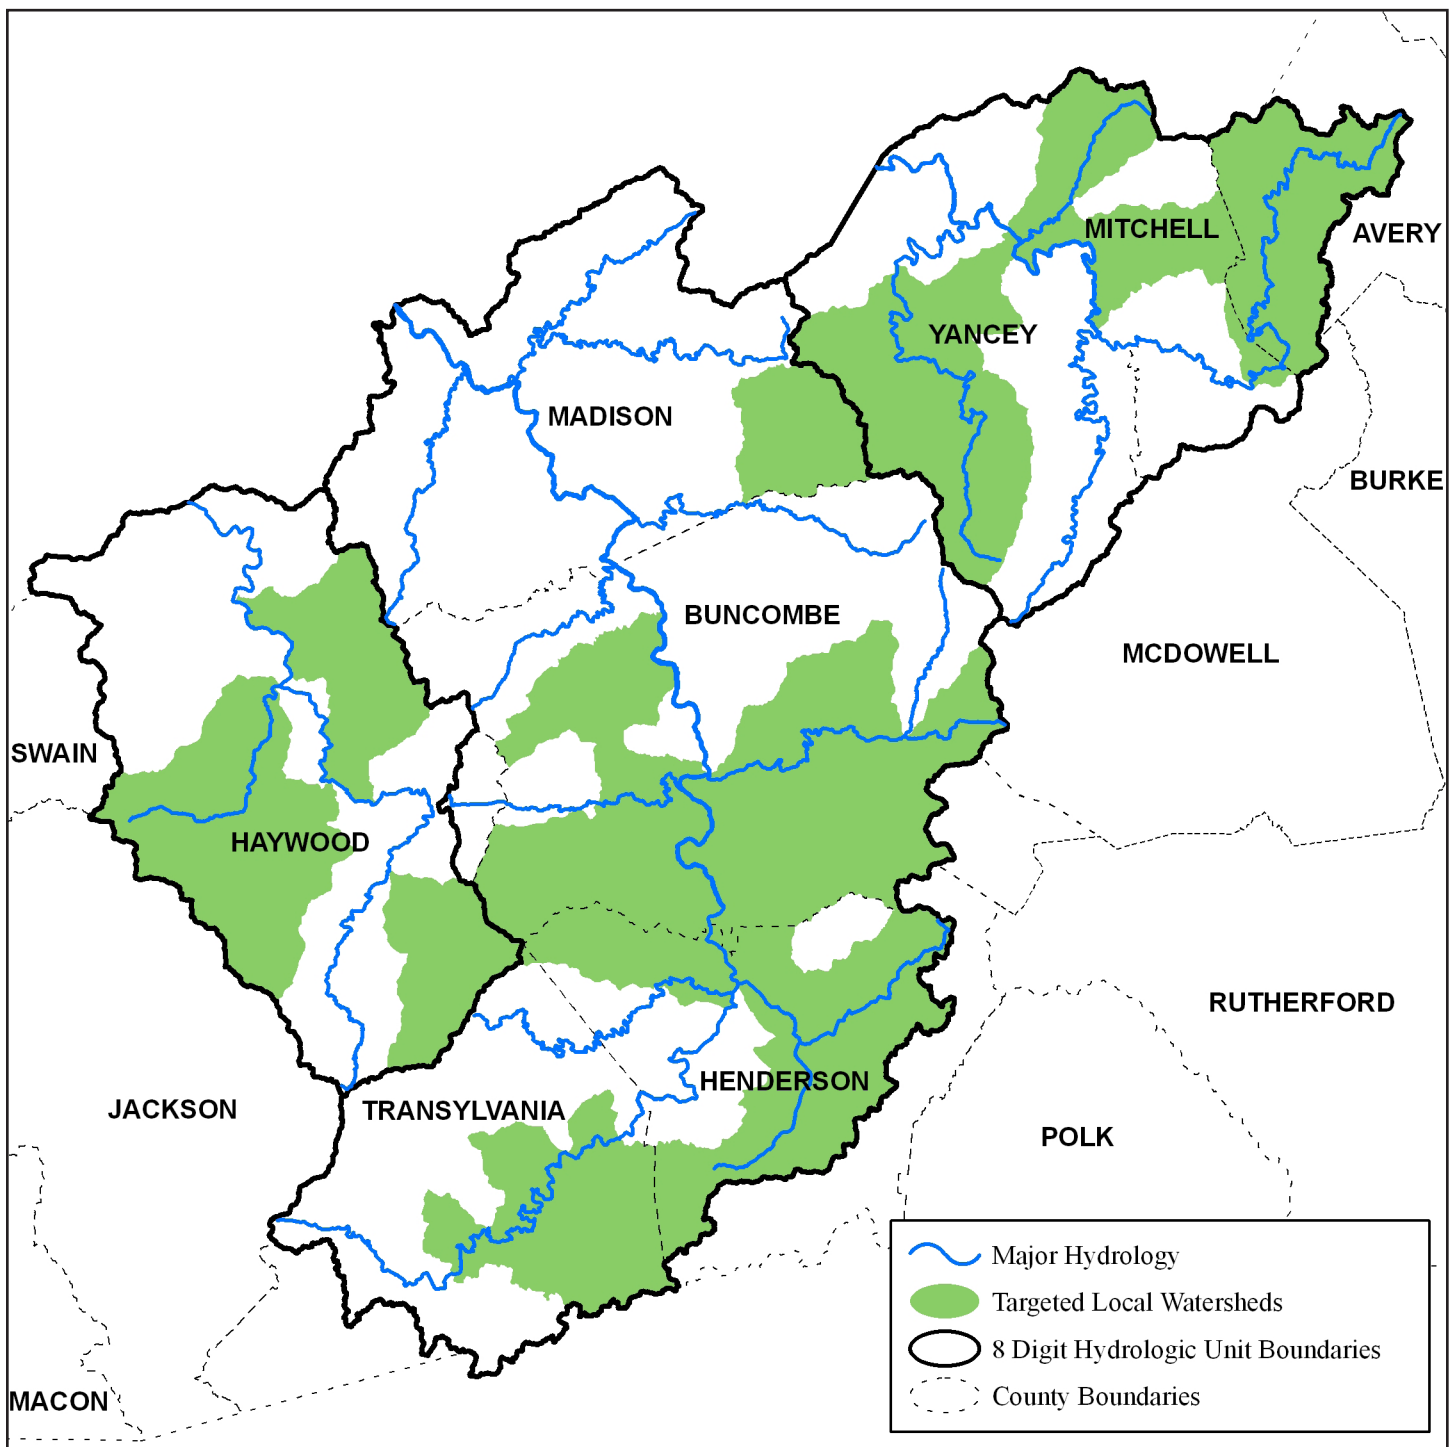 MITCHELL
AVERY
YANCEY
MADISON
BURKE
BUNCOMBE
MCDOWELL
SWAIN
HAYWOOD
RUTHERFORD
HENDERSON
JACKSON
TRANSYLVANIA
POLK
MACON
Major Hydrology
Targeted Local Watersheds
8 Digit Hydrologic Unit Boundaries
County Boundaries